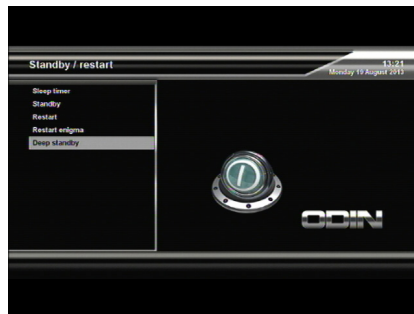 Standby / restart
13:21
Monday 19 August 2013
Sleep timer
Standby
Restart
Restart enigma
Deep standby
ODIN